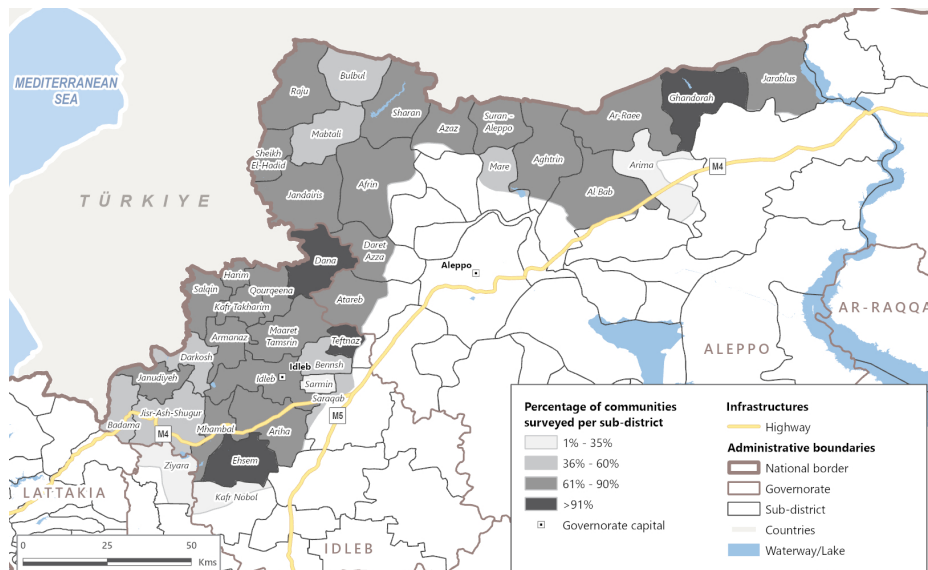 MEDITERRANEAN
SEA
TÜRKIYE
Raju
Bulbul
Sharan
Mabtali
Sheikh
El-Hadid
Jandairis
Afrin
Azaz
Suran -
Aleppo
Mare
Aghtrin
Ar-Raee
Ghandorah
Jarablus
Arima
Al Bab
M4
Dana
Daret
Azza
Aleppo
Atareb
Harim
Salqin
Qourqeena
Kafr Takharim
Armanaz
Maaret
Tamsrin
Teftnaz
Darkosh
Janudiyeh
Idleb
Idleb
Bennsh
Sarmin
Saraqab
M5
Jisr-Ash-Shugur
Badama
M4
Mhambal
Ariha
Ehsem
Ziyara
Kafr Nobol
LATTAKIA
IDLEB
ALEPPO
AR-RAQQA
0 25 50
Kms
Percentage of communities
surveyed per sub-district
1% - 35%
36% - 60%
61% - 90%
>91%
Governorate capital
Infrastructures
Highway
Administrative boundaries
National border
Governorate
Sub-district
Countries
Waterway/Lake